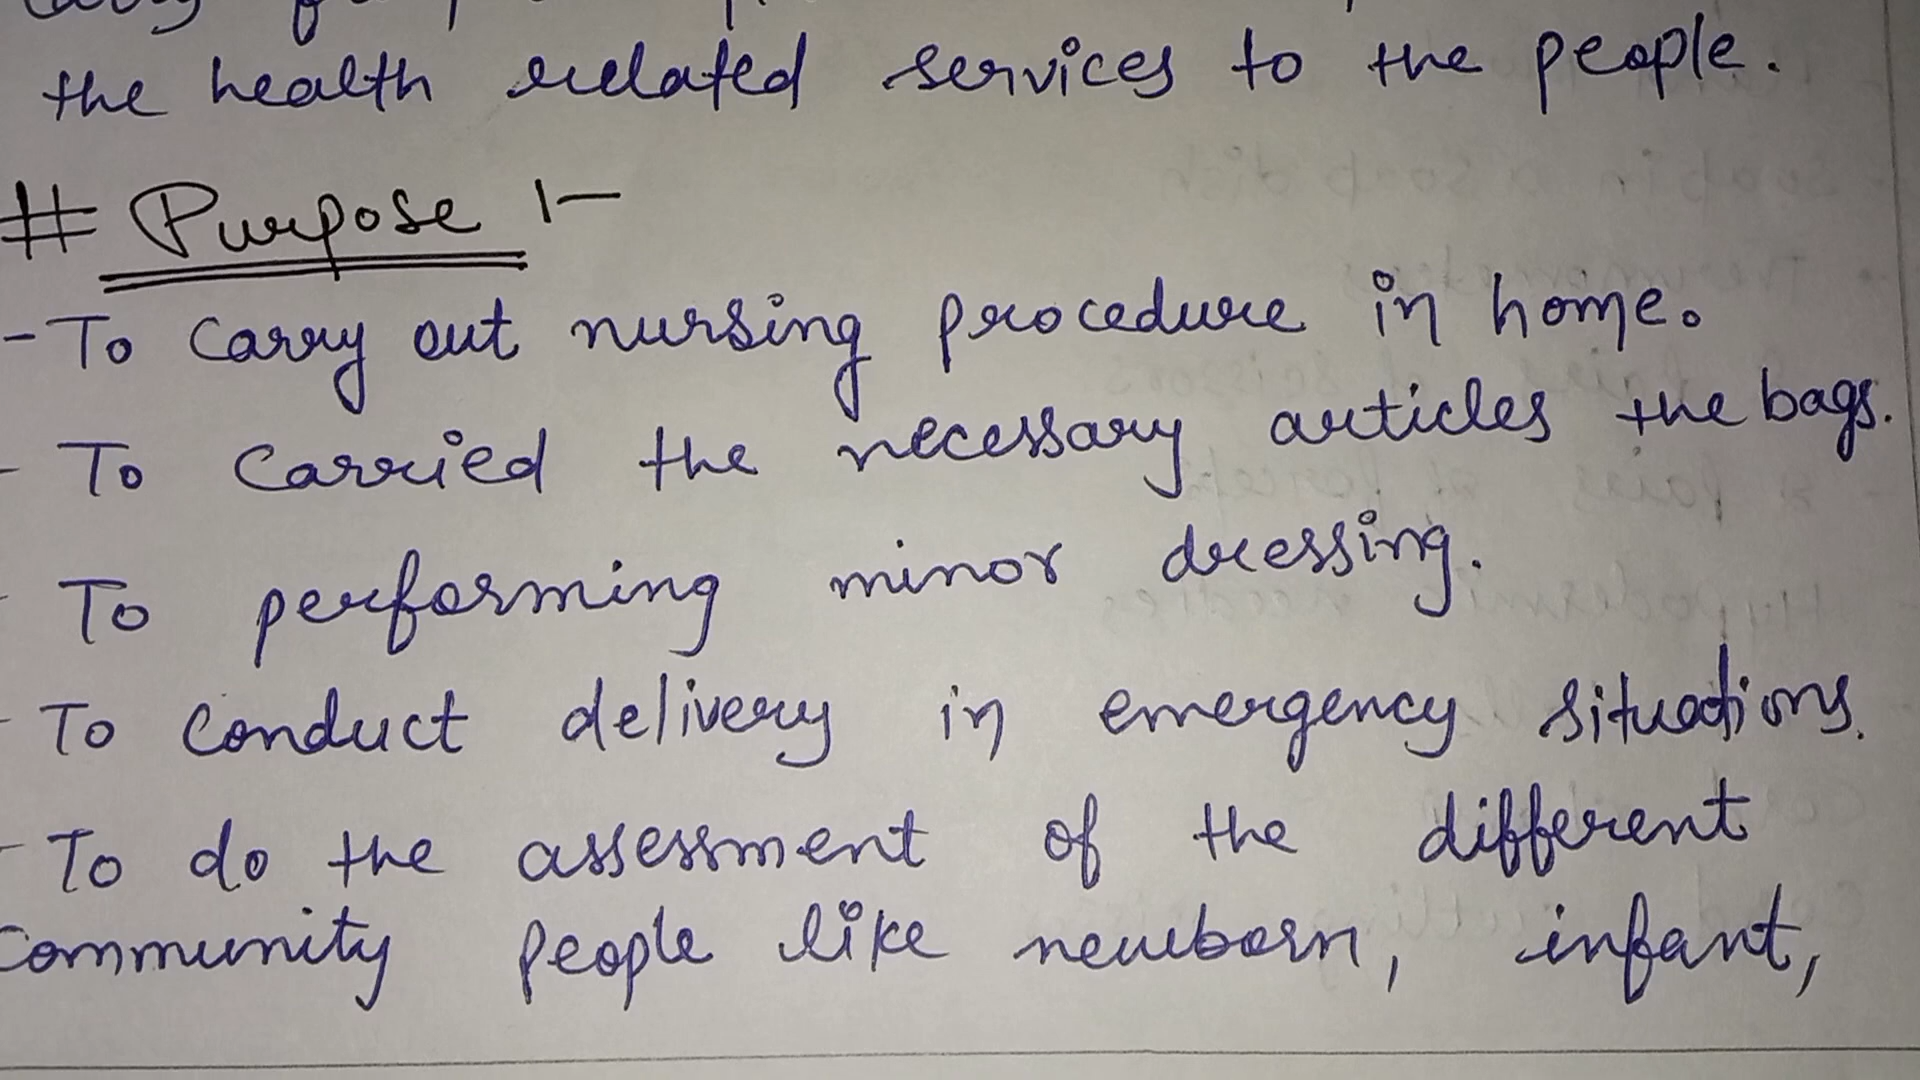 the health related services to the people.
# Purpose :-
- To carry out nursing procedure in home.
- To carried the necessary articles the bags.
- To performing minor dressing.
- To conduct delivery in emergency situations.
- To do the assessment of the different
community people like newborn, infant,